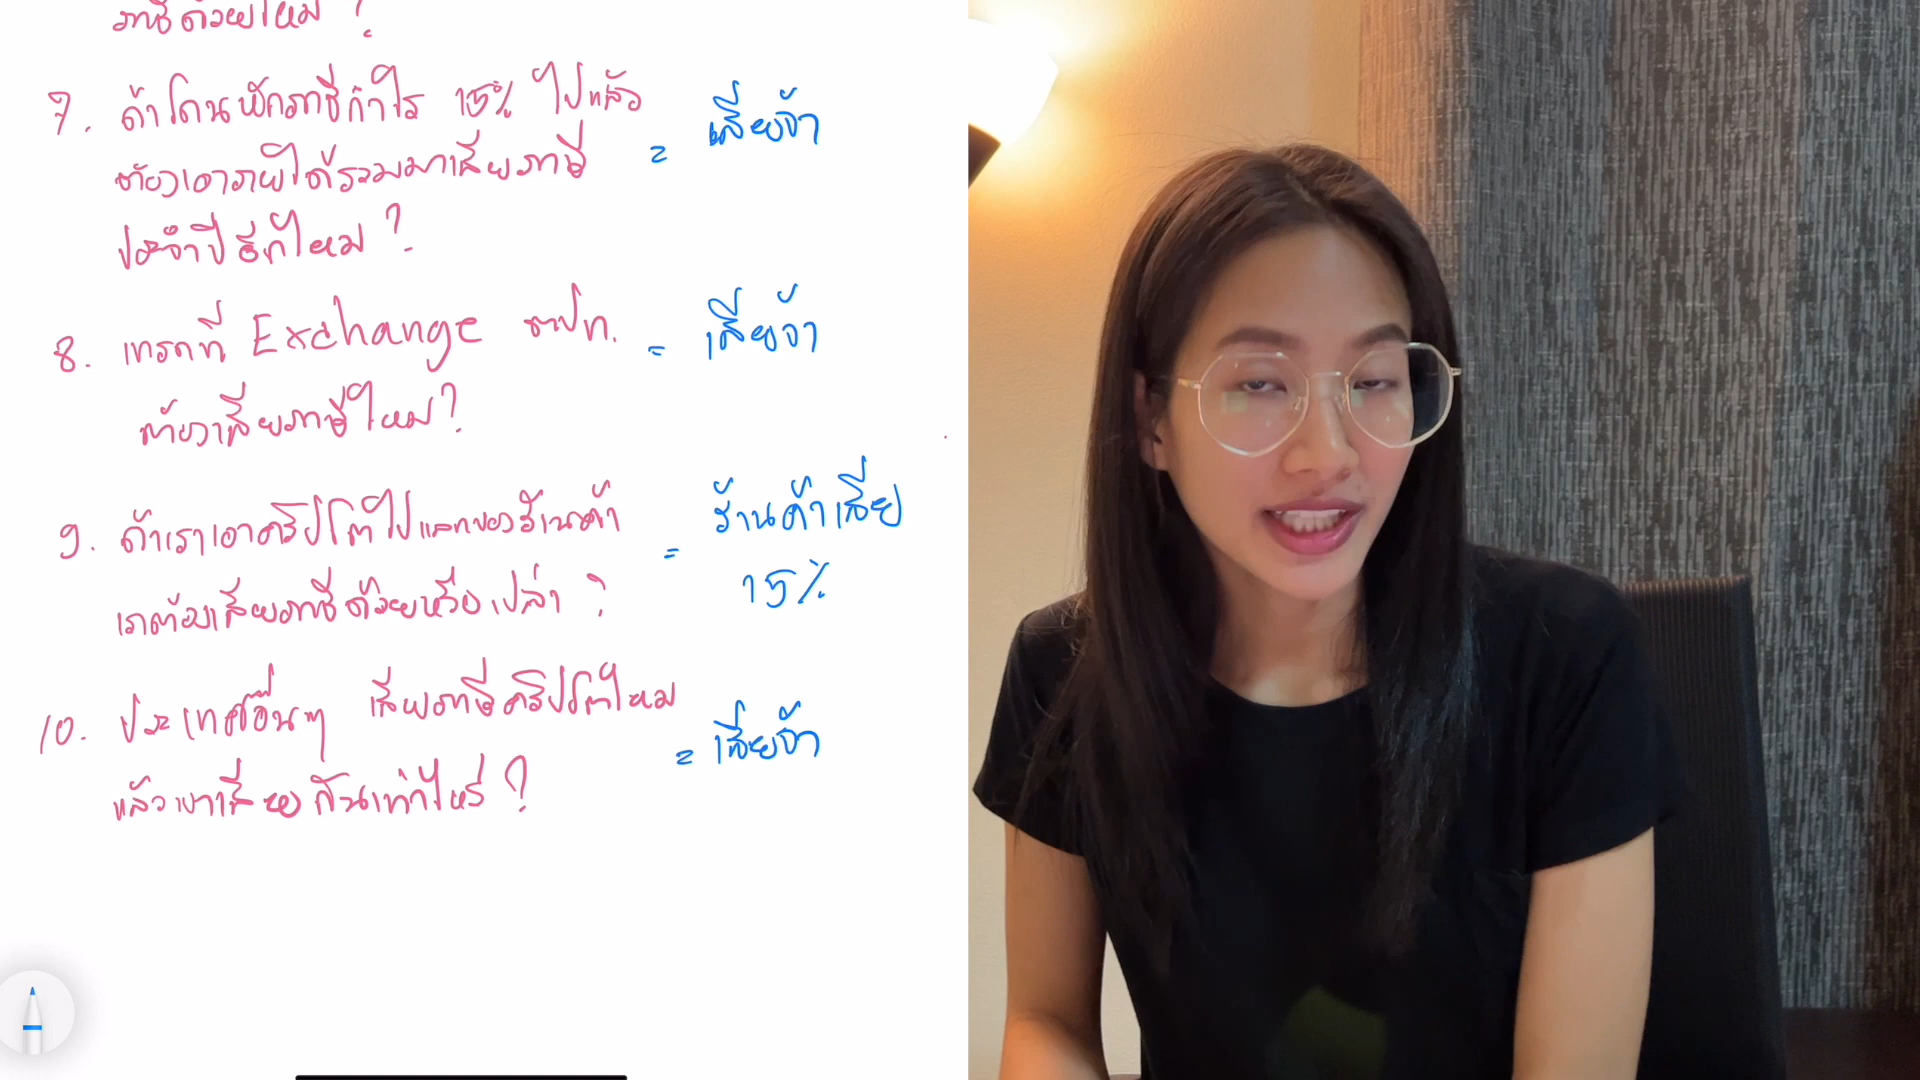 ภาษีด้วยไหม ?
7. ถ้าโดนหักภาษีกำไร 15% ไปแล้ว
ต้องเอารายได้รวมมาเสียภาษี
ประจำปีอีกไหม ?
= เสียจ้า
8. เทรดที่ Exchange ตปท.
ต้องเสียภาษีไหม ?
= เสียจ้า
9. ถ้าเราเอาคริปโตไปแลกของร้านค้า
เราต้องเสียภาษีด้วยหรือเปล่า ?
= ร้านค้าเสีย
15%
10. ประเทศอื่นๆ เสียภาษีคริปโตไหม
แล้วเขาเสียกันเท่าไหร่ ?
= เสียจ้า